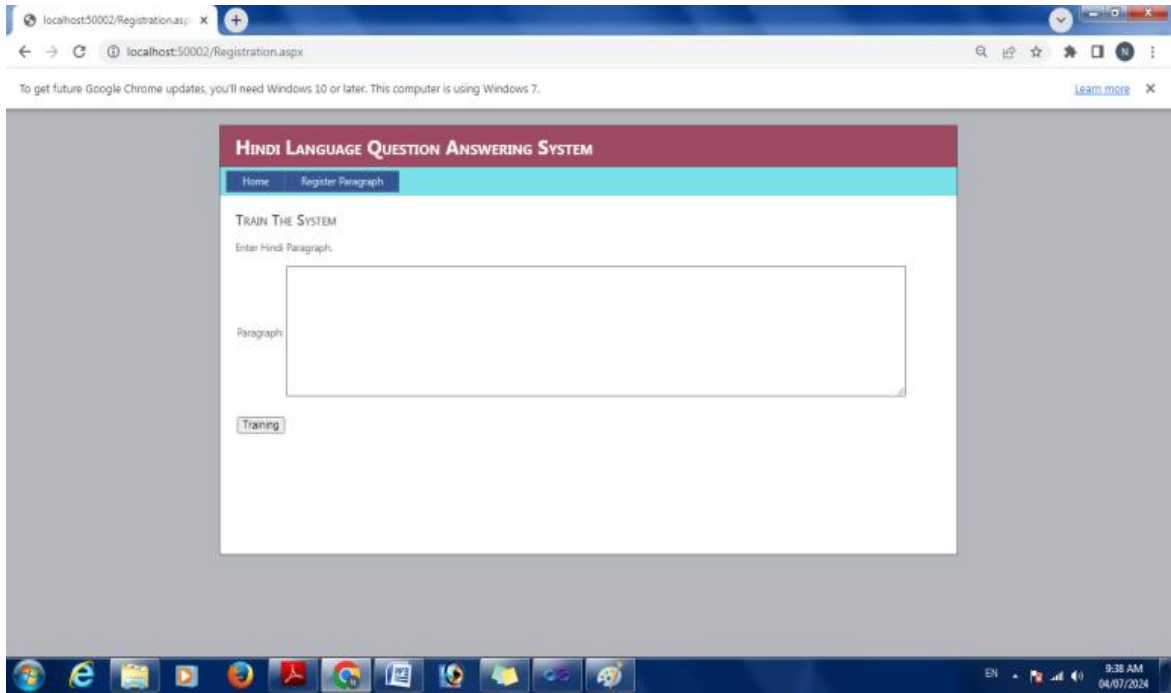 localhost:50002/Registration.asp
localhost:50002/Registration.aspx
N
To get future Google Chrome updates, you'll need Windows 10 or later. This computer is using Windows 7.
Learn more
HINDI LANGUAGE QUESTION ANSWERING SYSTEM
Home Register Paragraph
TRAIN THE SYSTEM
Enter Hindi Paragraph.
Paragraph:
Training
EN
9:38 AM
04/07/2024